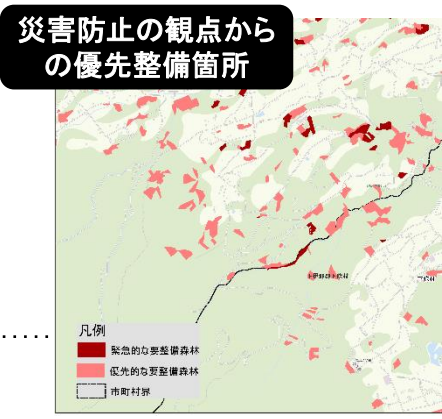 災害防止の観点から
の優先整備箇所
凡例
緊急的な要整備森林
優先的な要整備森林
市町村界